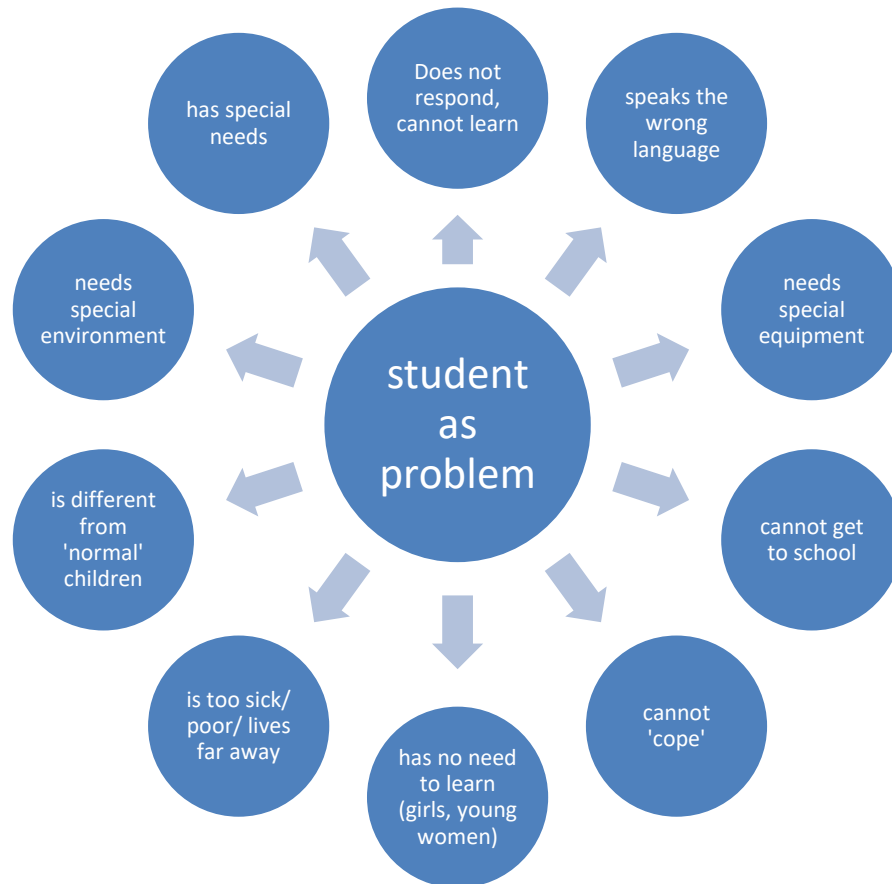 Does not
respond,
cannot learn
speaks the
wrong
language
needs
special
equipment
cannot get
to school
cannot
'cope'
has no need
to learn
(girls, young
women)
is too sick/
poor/ lives
far away
is different
from
'normal'
children
needs
special
environment
has special
needs
student
as
problem